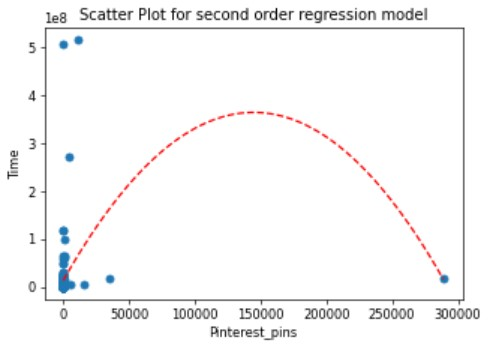 Scatter Plot for second order regression model
1e8
5
4
3
2
1
0
Time
0 50000 100000 150000 200000 250000 300000
Pinterest_pins